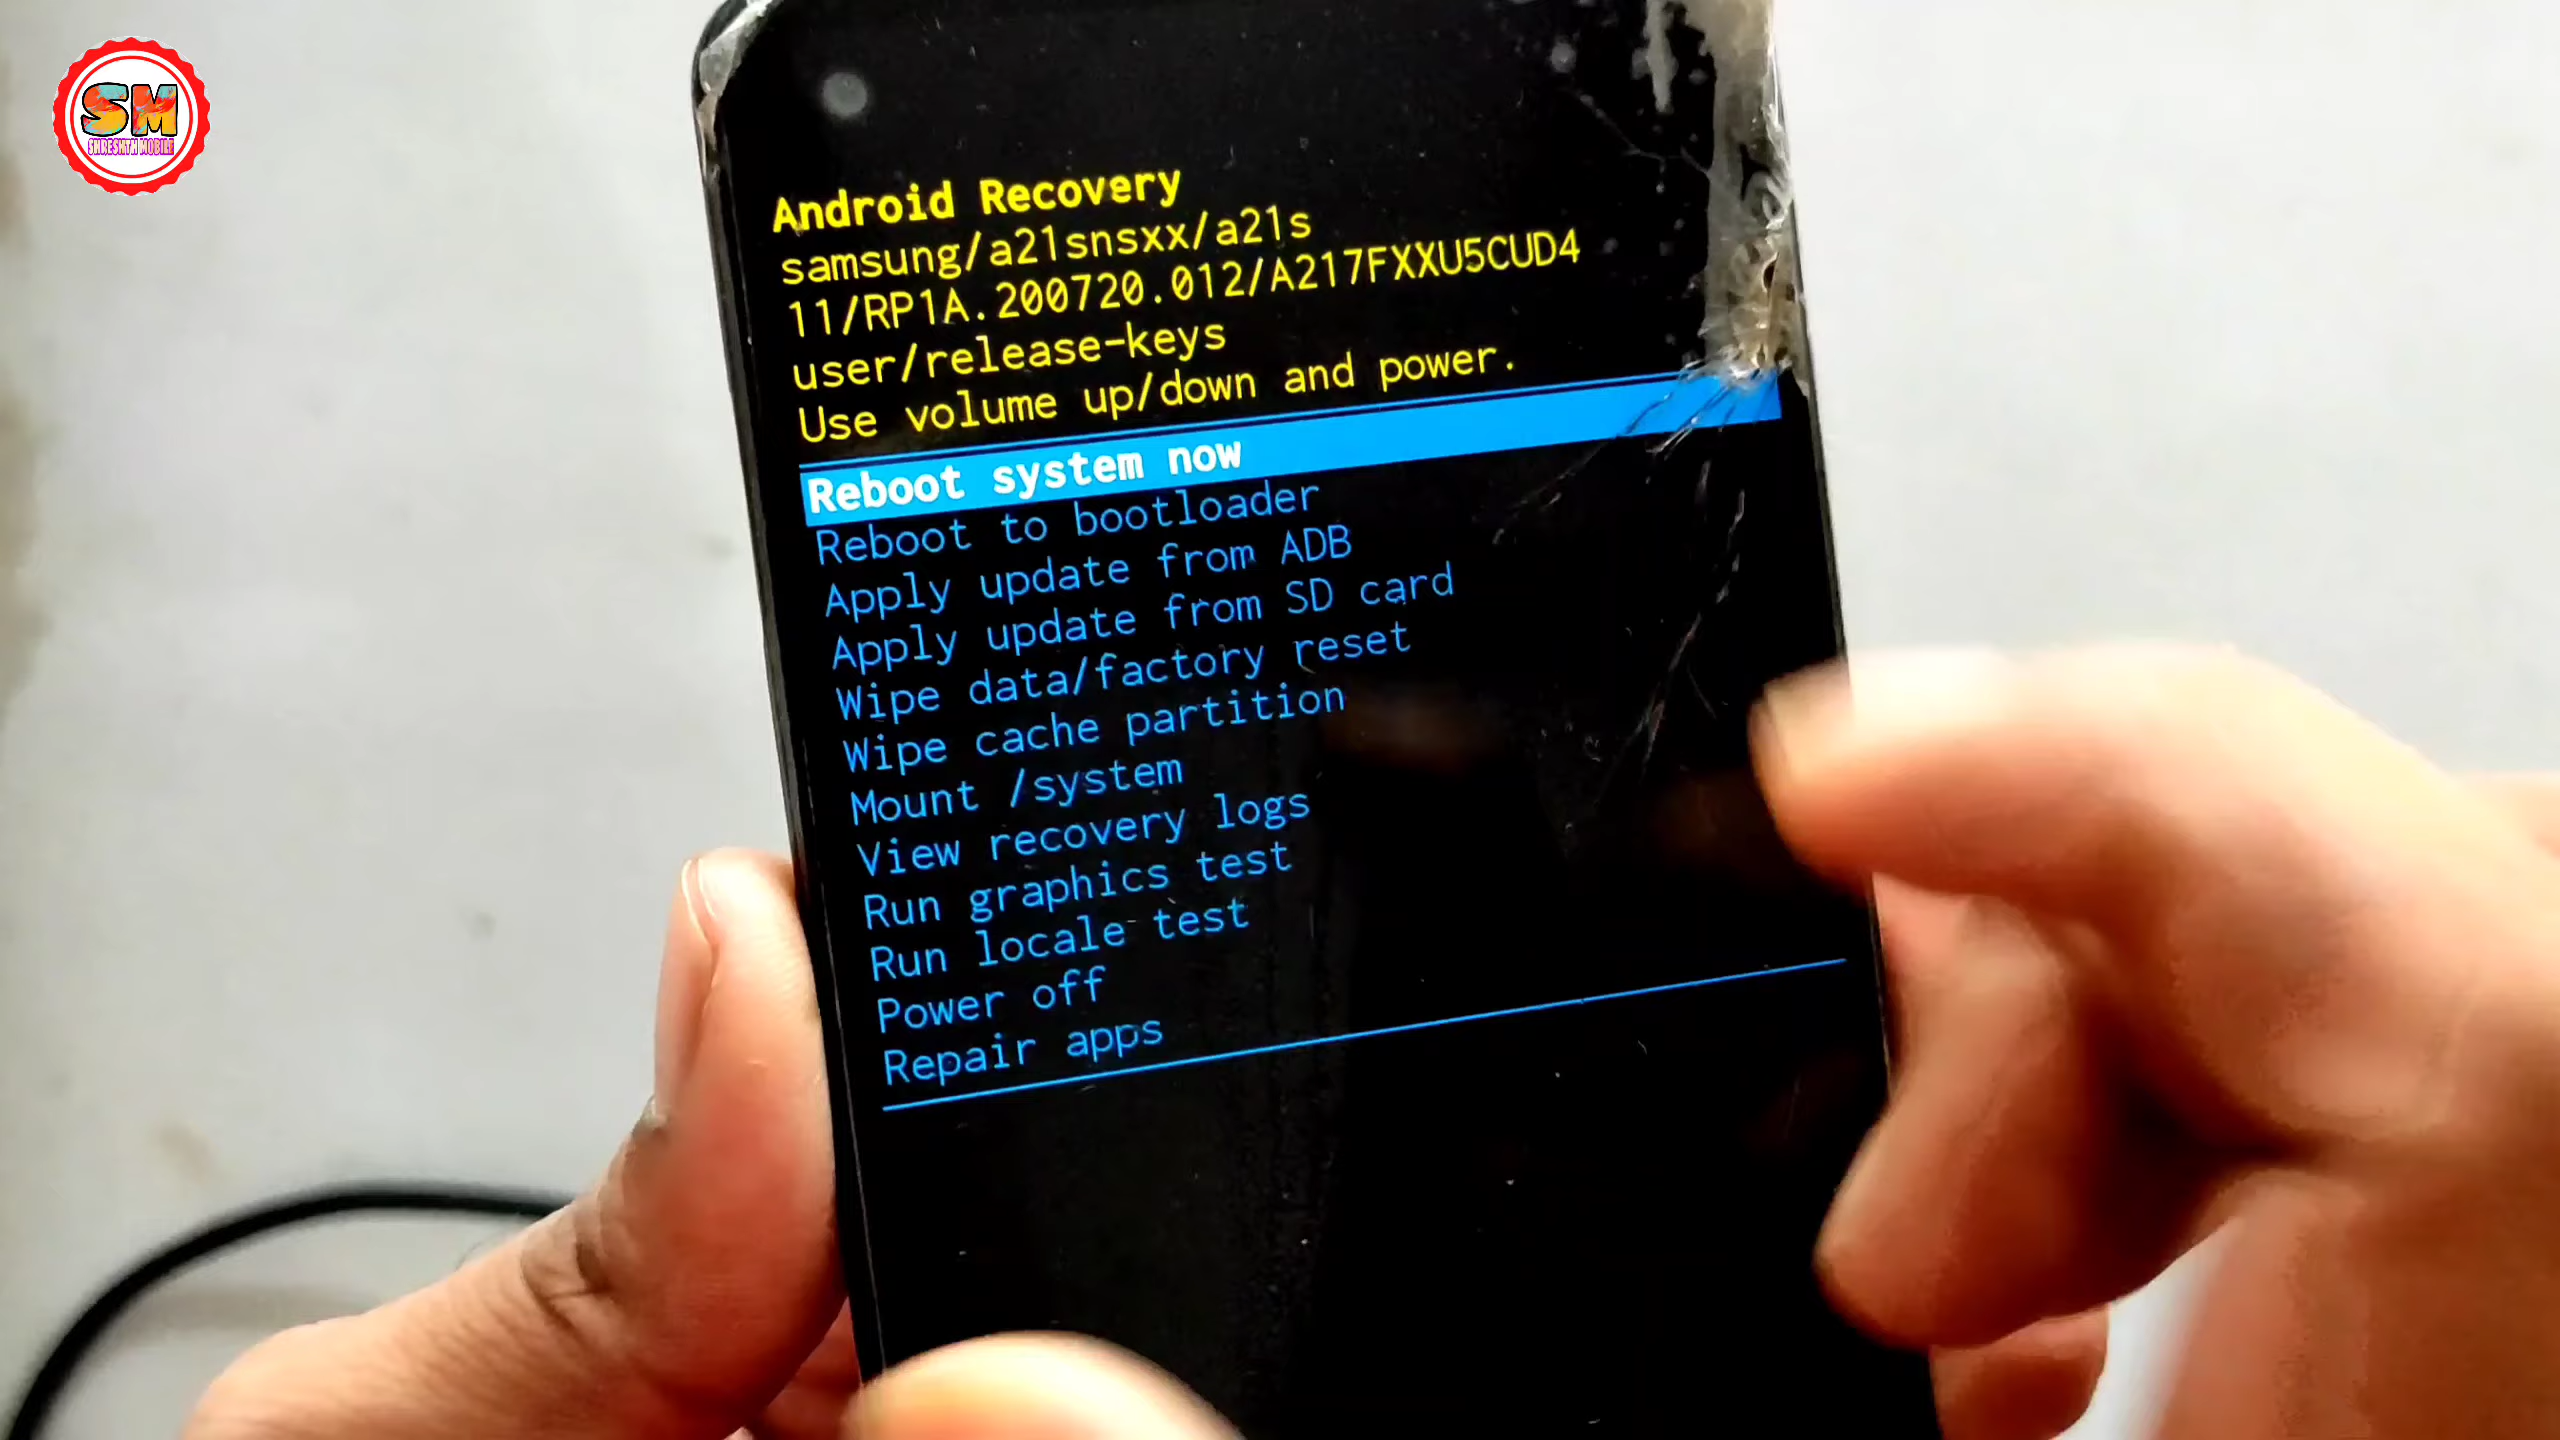 SM
SHRESHTH MOBILE
Android Recovery
samsung/a21snsxx/a21s
11/RP1A.200720.012/A217FXXU5CUD4
user/release-keys
Use volume up/down and power.
Reboot system now
Reboot to bootloader
Apply update from ADB
Apply update from SD card
Wipe data/factory reset
Wipe cache partition
Mount /system
View recovery logs
Run graphics test
Run locale test
Power off
Repair apps